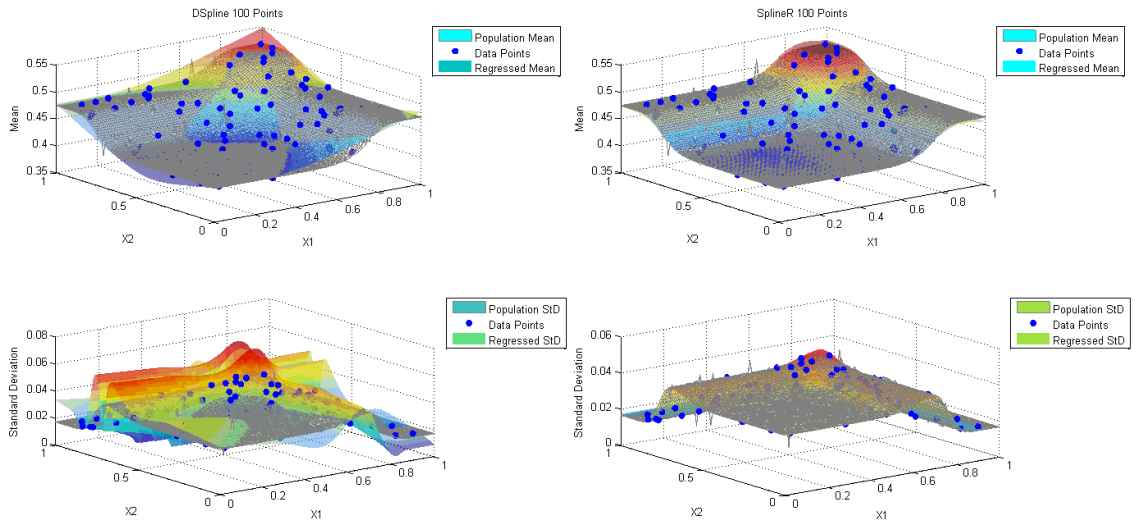 DSpline 100 Points
Population Mean
Data Points
Regressed Mean
0.55
0.5
0.45
0.4
0.35
Mean
1
0.5
0
X2
0
0.2
0.4
0.6
0.8
1
X1
SplineR 100 Points
Population Mean
Data Points
Regressed Mean
0.55
0.5
0.45
0.4
0.35
Mean
1
0.5
0
X2
0
0.2
0.4
0.6
0.8
1
X1
Population StD
Data Points
Regressed StD
0.08
0.06
0.04
0.02
0
Standard Deviation
1
0.5
0
X2
0
0.2
0.4
0.6
0.8
1
X1
Population StD
Data Points
Regressed StD
0.06
0.04
0.02
0
Standard Deviation
1
0.5
0
X2
0
0.2
0.4
0.6
0.8
1
X1